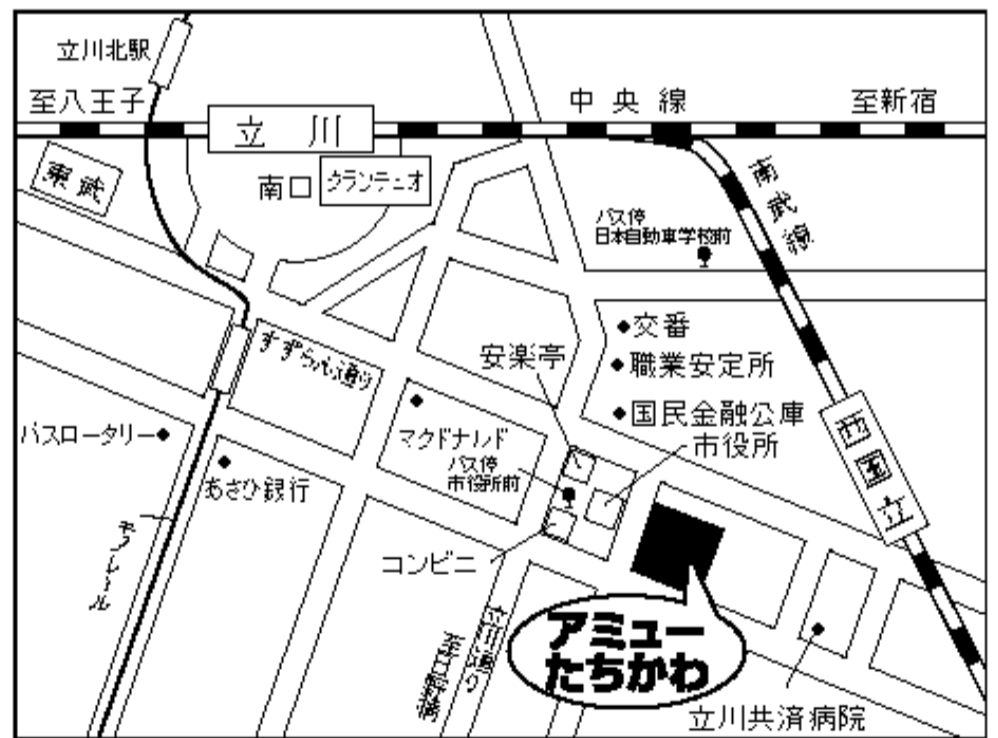 立川北駅
至八王子
立川
中央線
至新宿
東武
南口
グランデュオ
南武線
バス停
日本自動車学校前
交番
職業安定所
国民金融公庫
市役所
安楽亭
すずらん通り
マクドナルド
バス停
市役所前
バスロータリー
あさひ銀行
西国立
モノレール
コンビニ
立川通り
アミュー
たちかわ
立川共済病院